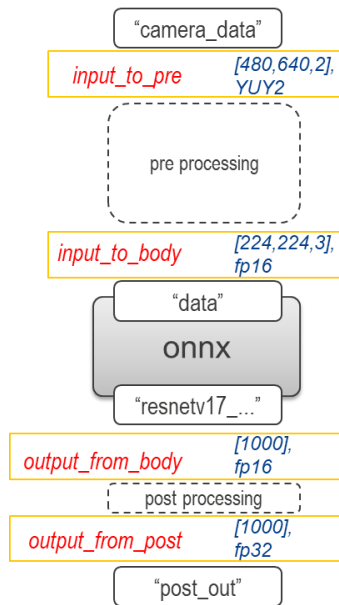 “camera_data”
input_to_pre [480,640,2],
YUY2
pre processing
input_to_body [224,224,3],
fp16
“data”
onnx
“resnetv17_...”
output_from_body [1000],
fp16
post processing
output_from_post [1000],
fp32
“post_out”